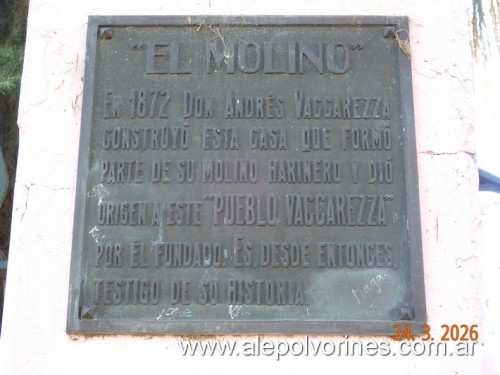 "EL MOLINO"
EN 1872 DON ANDRÉS VACCAREZZA
CONSTRUYÓ ESTA CASA QUE FORMÓ
PARTE DE SU MOLINO HARINERO Y DIÓ
ORIGEN A ESTE "PUEBLO VACCAREZZA"
POR ÉL FUNDADO. ES, DESDE ENTONCES,
TESTIGO DE SU HISTORIA.
24.3.2026
www.alepolvorines.com.ar